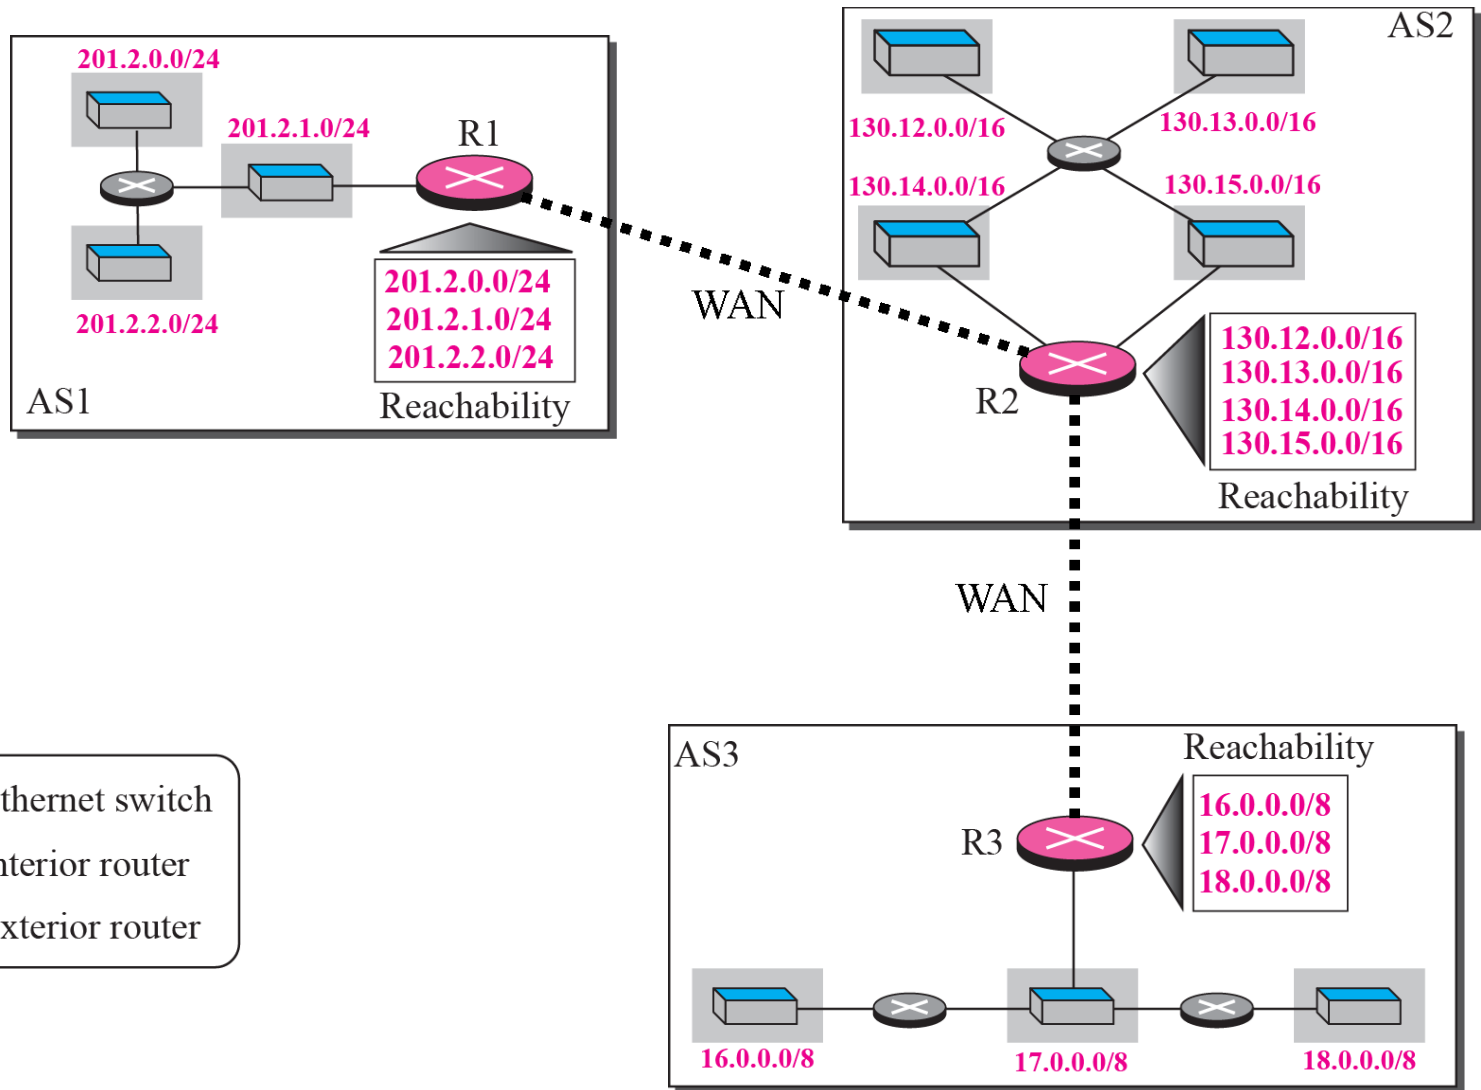 201.2.0.0/24
201.2.1.0/24
R1
201.2.2.0/24
201.2.0.0/24
201.2.1.0/24
201.2.2.0/24
AS1
Reachability
WAN
AS2
130.12.0.0/16
130.13.0.0/16
130.14.0.0/16
130.15.0.0/16
R2
130.12.0.0/16
130.13.0.0/16
130.14.0.0/16
130.15.0.0/16
Reachability
WAN
AS3
Reachability
R3
16.0.0.0/8
17.0.0.0/8
18.0.0.0/8
16.0.0.0/8
17.0.0.0/8
18.0.0.0/8
thernet switch
nterior router
xterior router